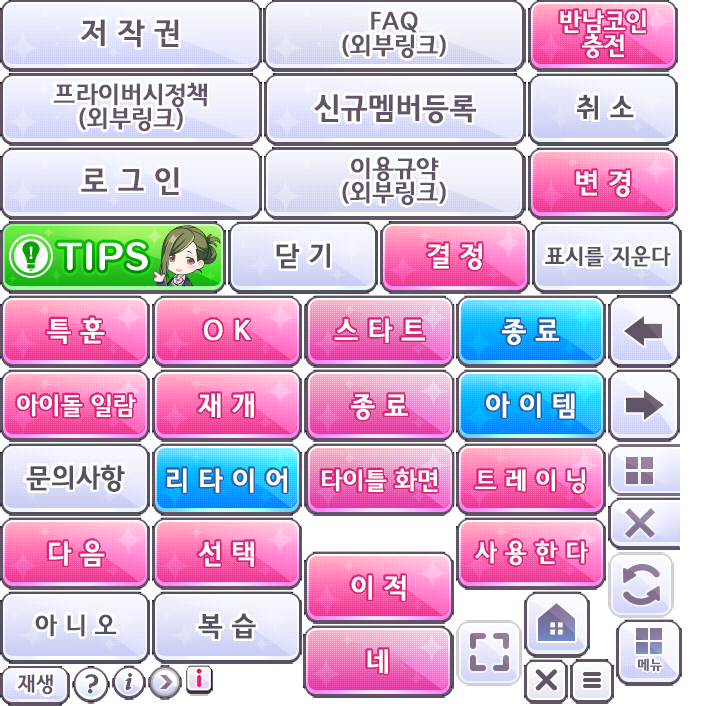 저 작 권
FAQ
(외부링크)
반남코인
충전
프라이버시정책
(외부링크)
신규멤버등록
취 소
로 그 인
이용규약
(외부링크)
변 경
TIPS
닫 기
결 정
표시를 지운다
특 훈
O K
스 타 트
종 료
아이돌 일람
재 개
종 료
아 이 템
문의사항
리 타 이 어
타이틀 화면
트 레 이 닝
다 음
선 택
이 적
사 용 한 다
아 니 오
복 습
네
메뉴
재생
?
i
i